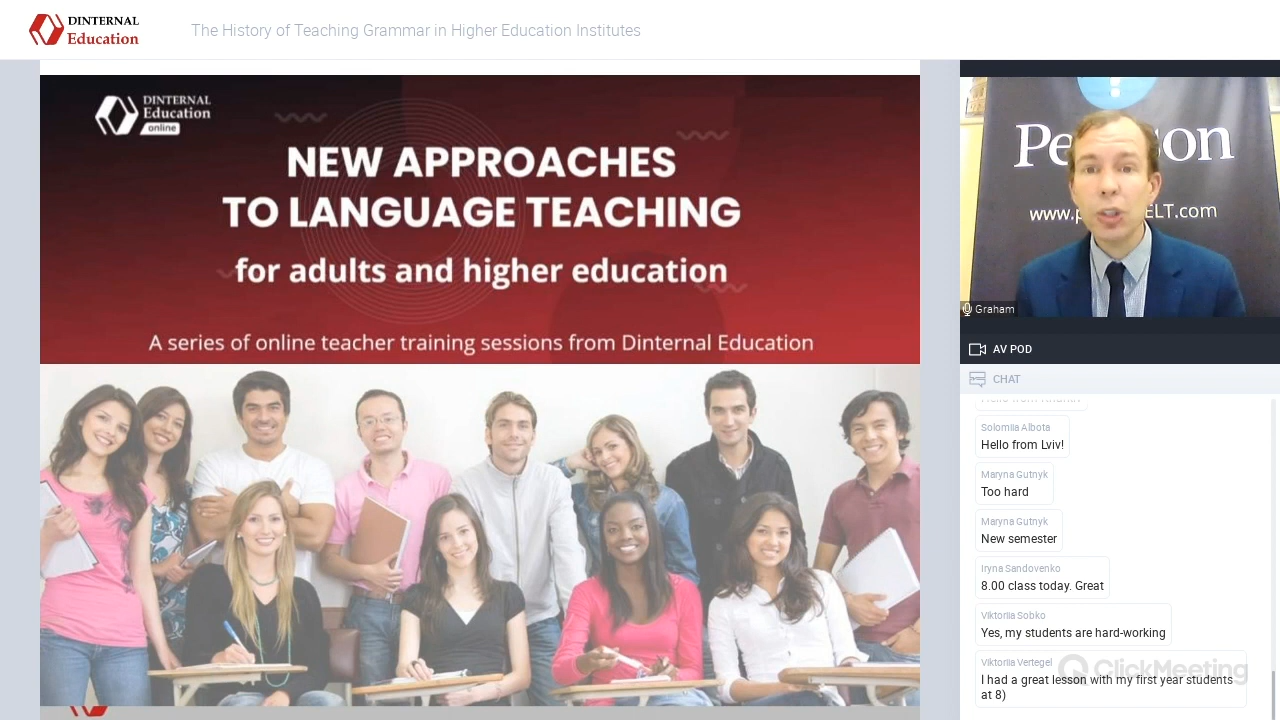 DINTERNAL
Education
The History of Teaching Grammar in Higher Education Institutes
DINTERNAL
Education
online
NEW APPROACHES
TO LANGUAGE TEACHING
for adults and higher education
A series of online teacher training sessions from Dinternal Education
Pe son
www.p ELT.com
Graham
AV POD
CHAT
Solomiia Albota
Hello from Lviv!
Maryna Gutnyk
Too hard
Maryna Gutnyk
New semester
Iryna Sandovenko
8.00 class today. Great
Viktoriia Sobko
Yes, my students are hard-working
Viktoriia Vertegel
I had a great lesson with my first year students
at 8)
ClickMeeting